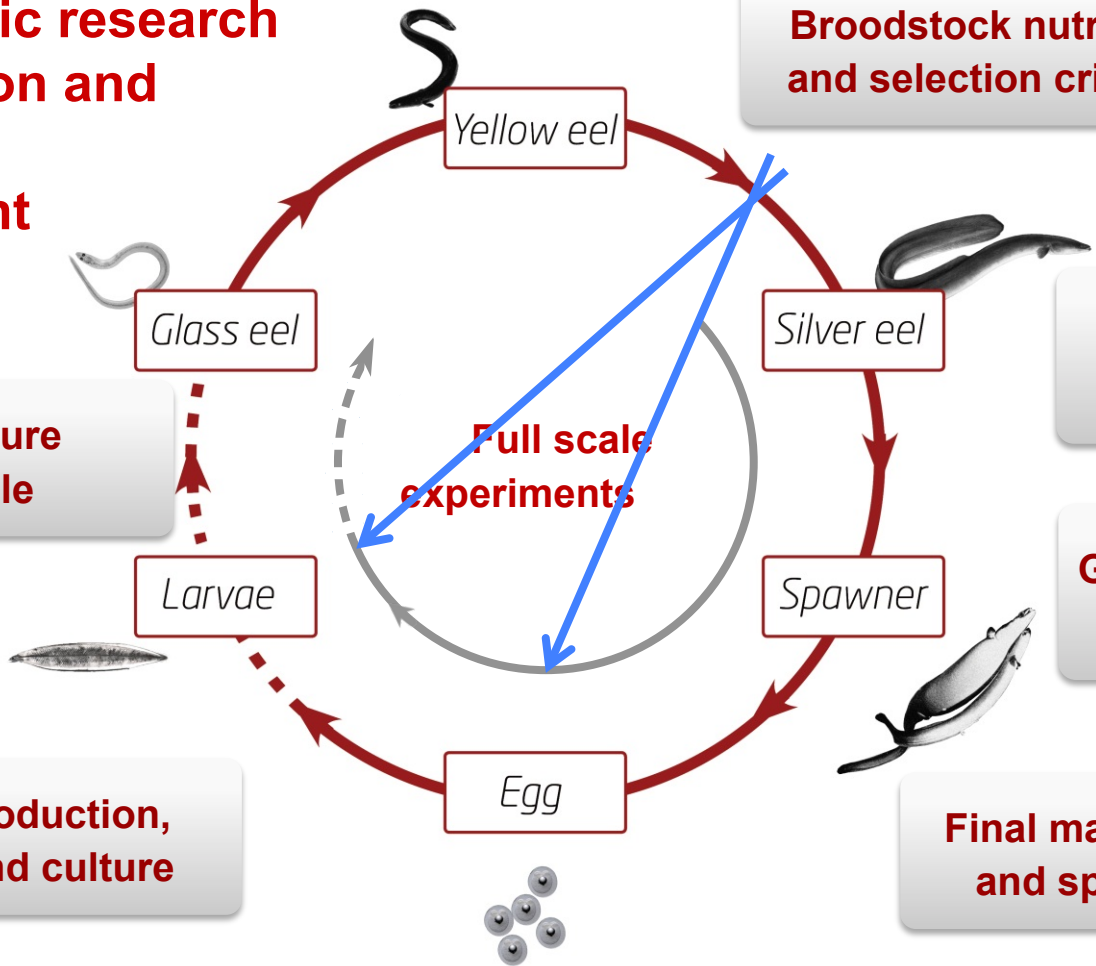 ic research
on and
nt
Broodstock nutr
and selection cri
Yellow eel
Glass eel
Silver eel
ure
le
Full scale
experiments
Larvae
Spawner
G
Egg
oduction,
nd culture
Final ma
and sp